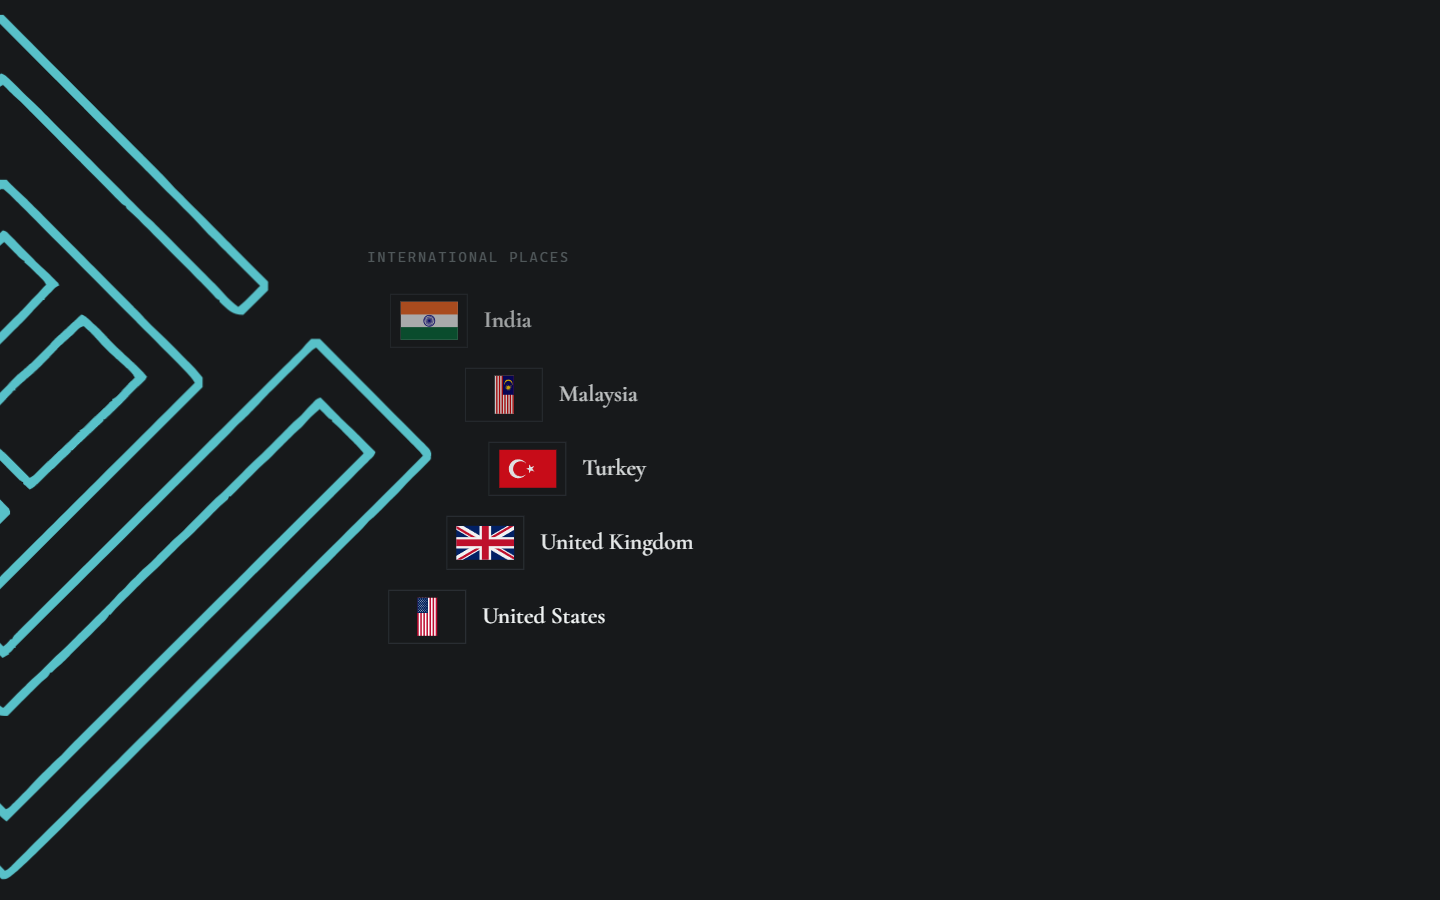 INTERNATIONAL PLACES
India
Malaysia
Turkey
United Kingdom
United States